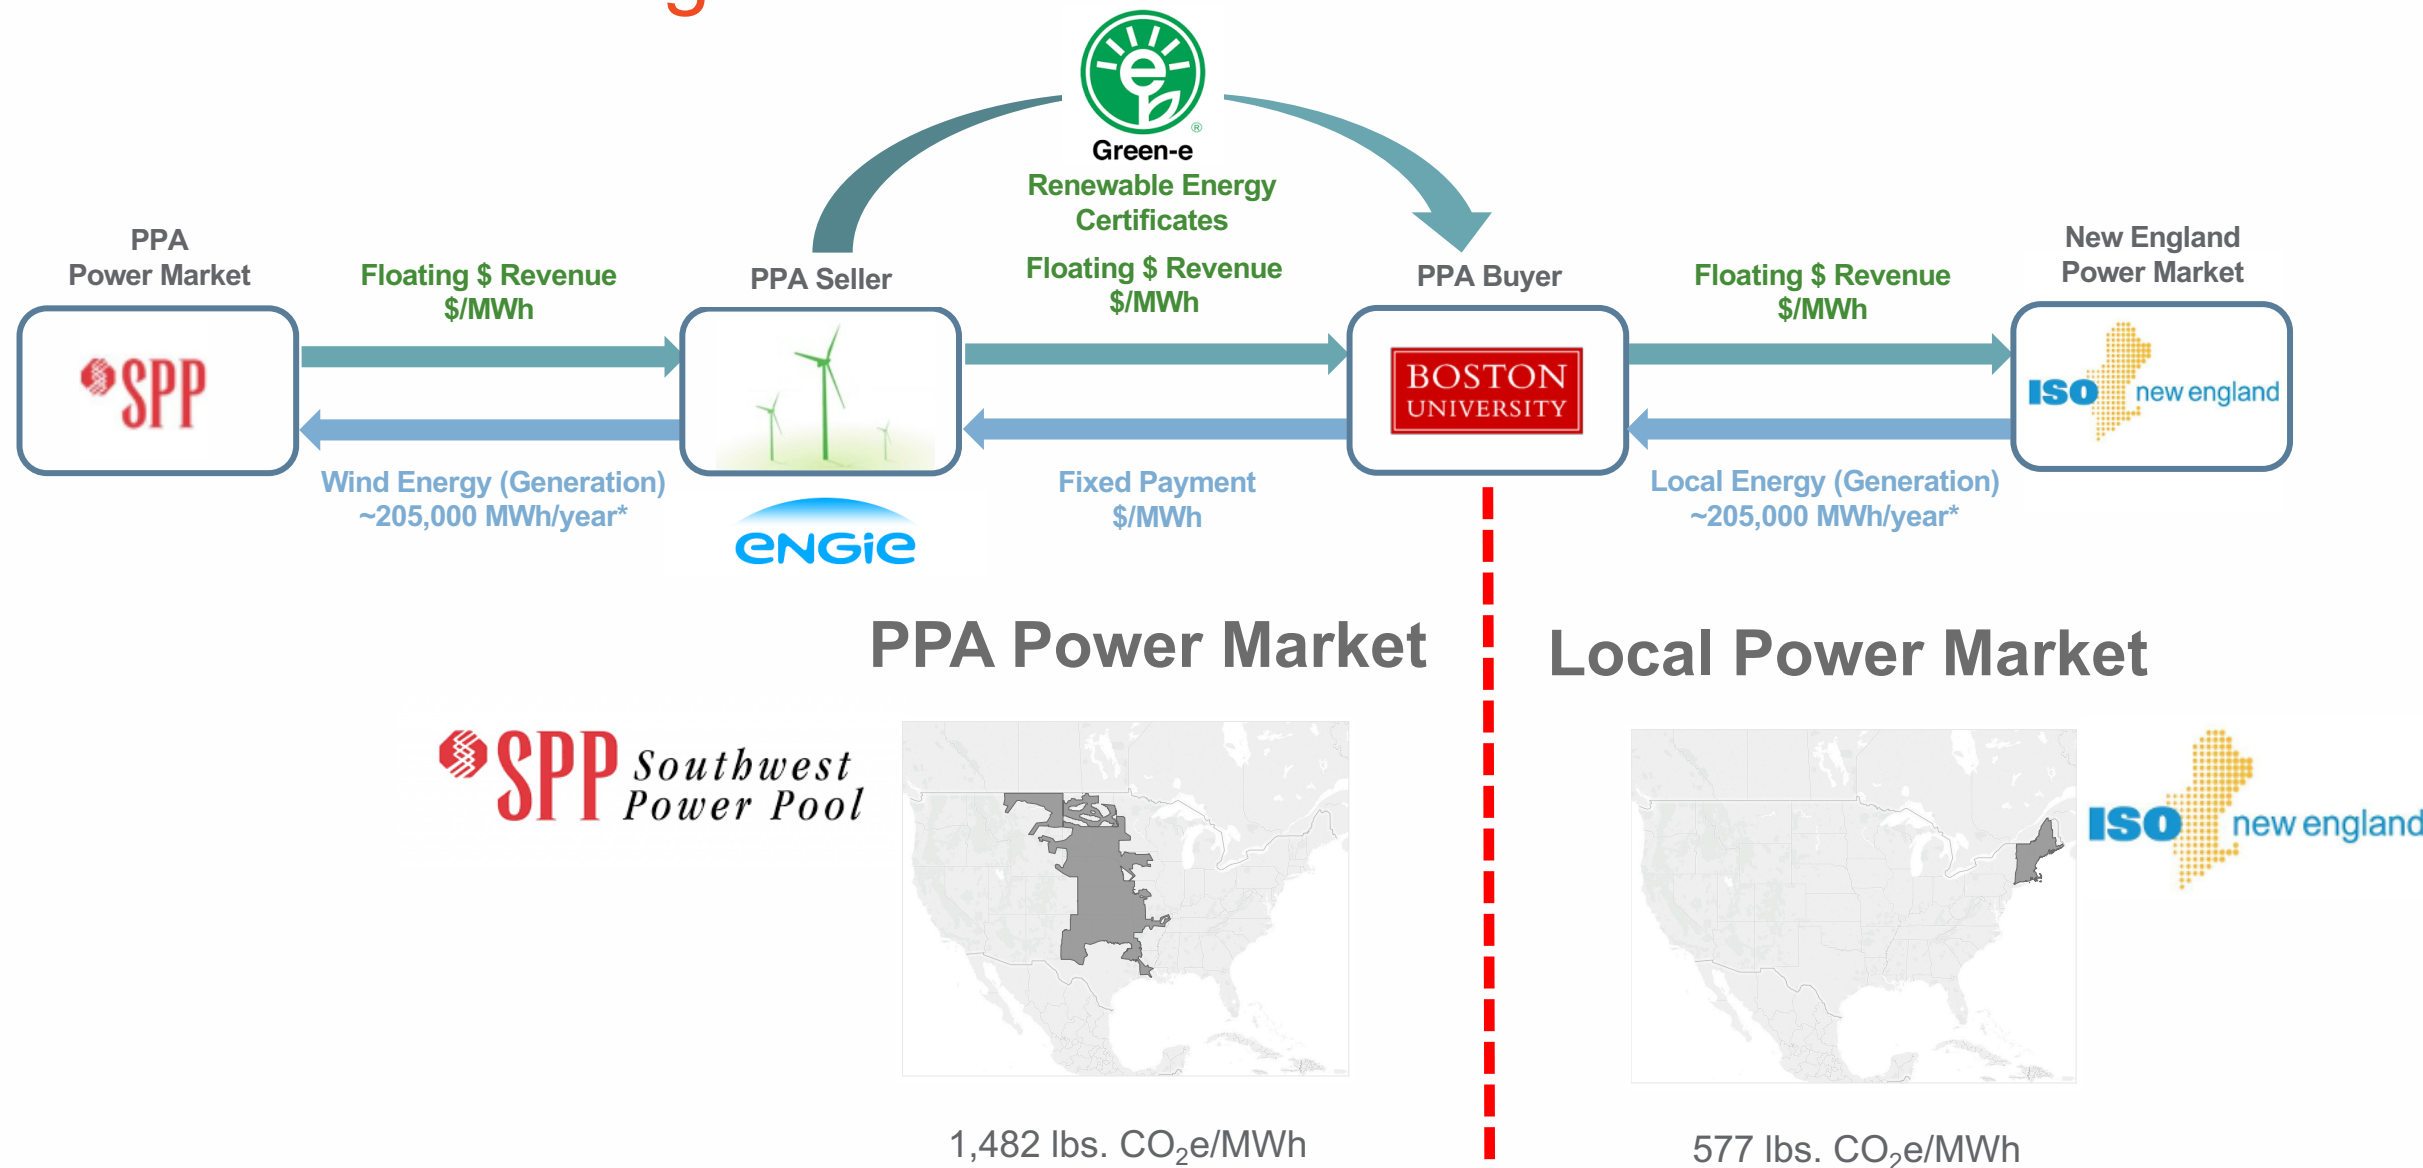 Green-e
®
Renewable Energy
Certificates
PPA
Power Market
Floating $ Revenue
$/MWh
PPA Seller
Floating $ Revenue
$/MWh
PPA Buyer
Floating $ Revenue
$/MWh
New England
Power Market
SPP
BOSTON
UNIVERSITY
ISO new england
Wind Energy (Generation)
~205,000 MWh/year*
ENGIE
Fixed Payment
$/MWh
Local Energy (Generation)
~205,000 MWh/year*
PPA Power Market
Local Power Market
SPP Southwest
Power Pool
ISO new england
1,482 lbs. CO₂e/MWh
577 lbs. CO₂e/MWh